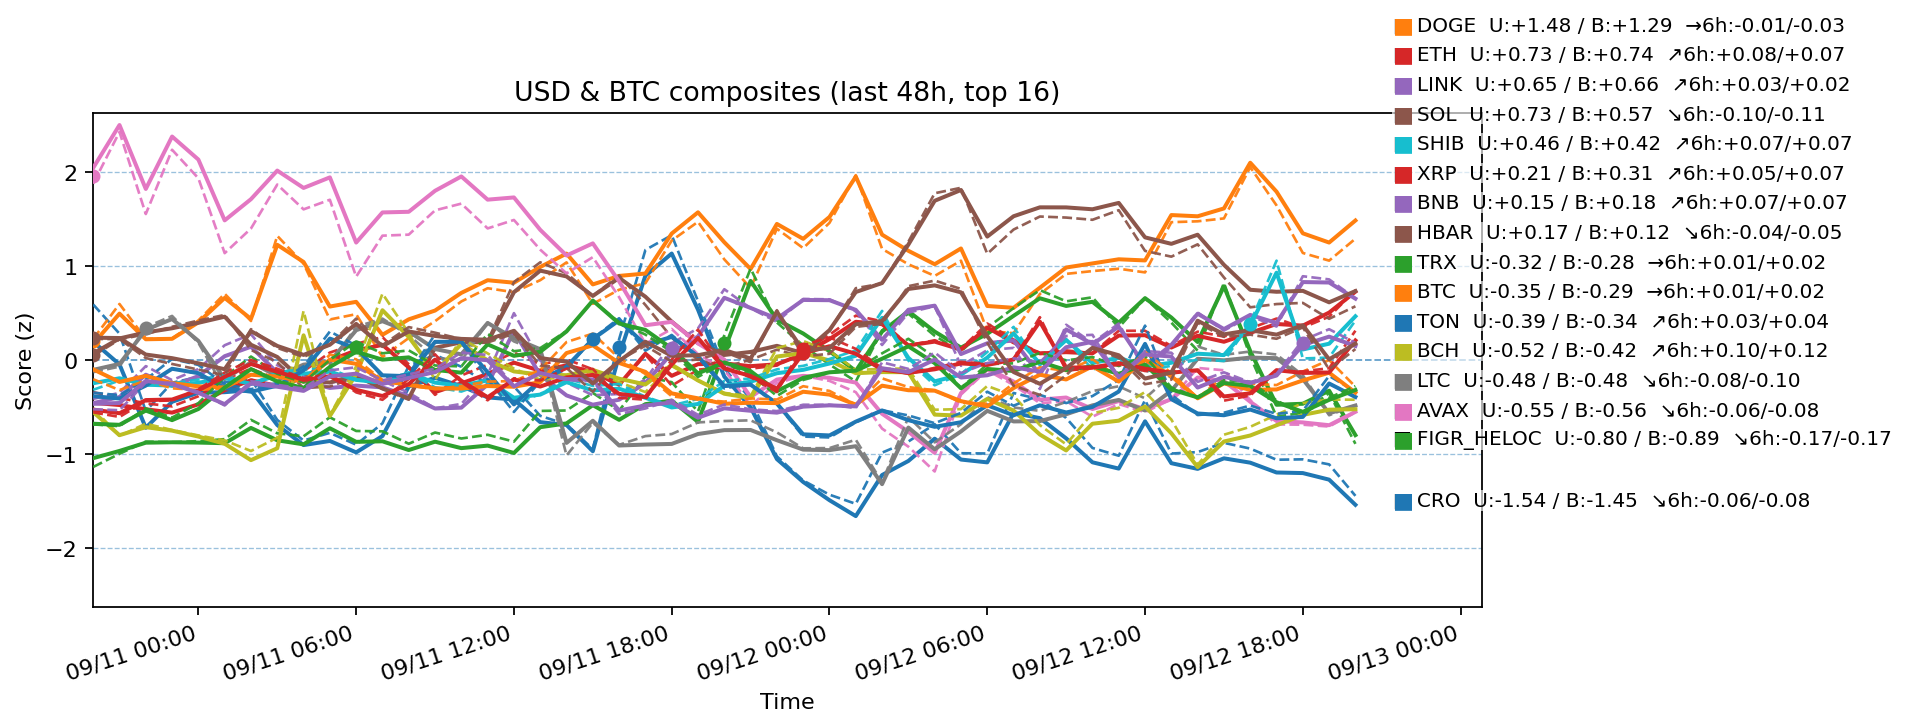 DOGE  U:+1.48 / B:+1.29  →6h:-0.01/-0.03
ETH  U:+0.73 / B:+0.74  ↗6h:+0.08/+0.07
USD & BTC composites (last 48h, top 16)
LINK  U:+0.65 / B:+0.66  ↗6h:+0.03/+0.02
SOL  U:+0.73 / B:+0.57  ↘6h:-0.10/-0.11
SHIB  U:+0.46 / B:+0.42  ↗6h:+0.07/+0.07
XRP  U:+0.21 / B:+0.31  ↗6h:+0.05/+0.07
BNB  U:+0.15 / B:+0.18  ↗6h:+0.07/+0.07
HBAR  U:+0.17 / B:+0.12  ↘6h:-0.04/-0.05
TRX  U:-0.32 / B:-0.28  →6h:+0.01/+0.02
BTC  U:-0.35 / B:-0.29  →6h:+0.01/+0.02
TON  U:-0.39 / B:-0.34  ↗6h:+0.03/+0.04
BCH  U:-0.52 / B:-0.42  ↗6h:+0.10/+0.12
LTC  U:-0.48 / B:-0.48  ↘6h:-0.08/-0.10
AVAX  U:-0.55 / B:-0.56  ↘6h:-0.06/-0.08
FIGR_HELOC  U:-0.80 / B:-0.89  ↘6h:-0.17/-0.17
CRO  U:-1.54 / B:-1.45  ↘6h:-0.06/-0.08
Score (z)
2
1
0
−1
−2
09/11 00:00
09/11 06:00
09/11 12:00
09/11 18:00
09/12 00:00
09/12 06:00
09/12 12:00
09/12 18:00
09/13 00:00
Time